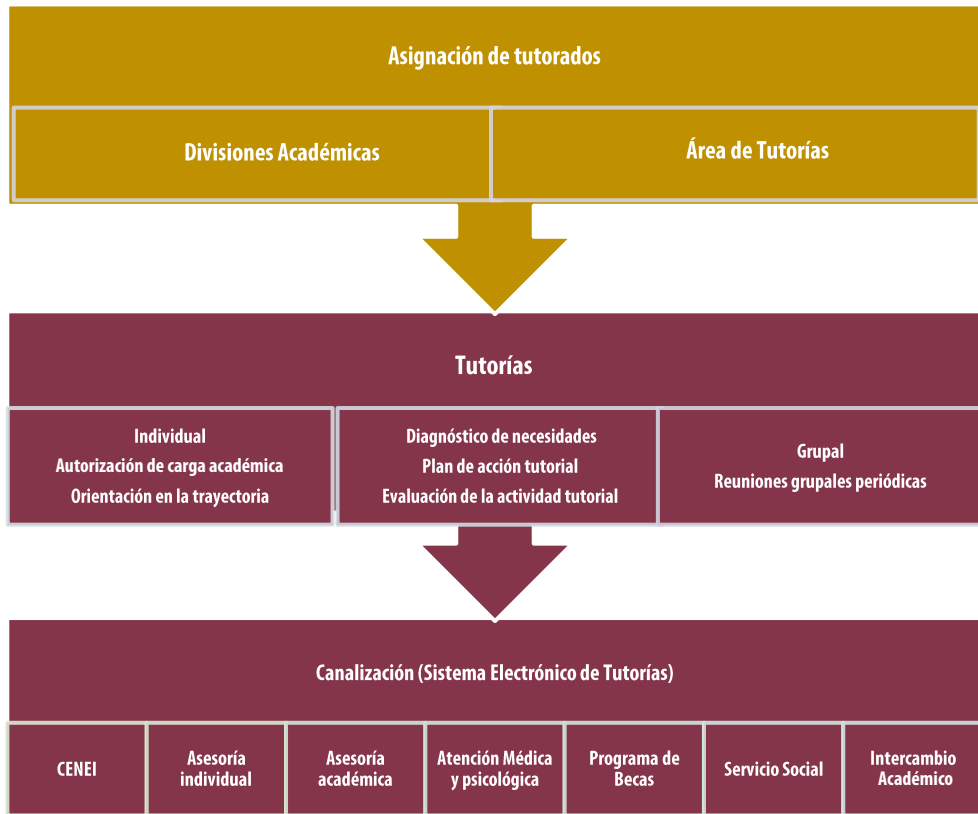 Asignación de tutorados
Divisiones Académicas
Área de Tutorías
Tutorías
Individual
Autorización de carga académica
Orientación en la trayectoria
Diagnóstico de necesidades
Plan de acción tutorial
Evaluación de la actividad tutorial
Grupal
Reuniones grupales periódicas
Canalización (Sistema Electrónico de Tutorías)
CENEI
Asesoría
individual
Asesoría
académica
Atención Médica
y psicológica
Programa de
Becas
Servicio Social
Intercambio
Académico